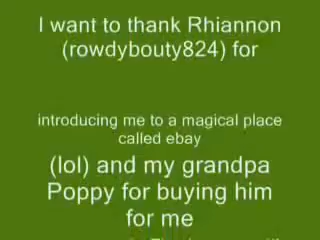 I want to thank Rhiannon
(rowdybouty824) for
introducing me to a magical place
called ebay
(lol) and my grandpa
Poppy for buying him
for me